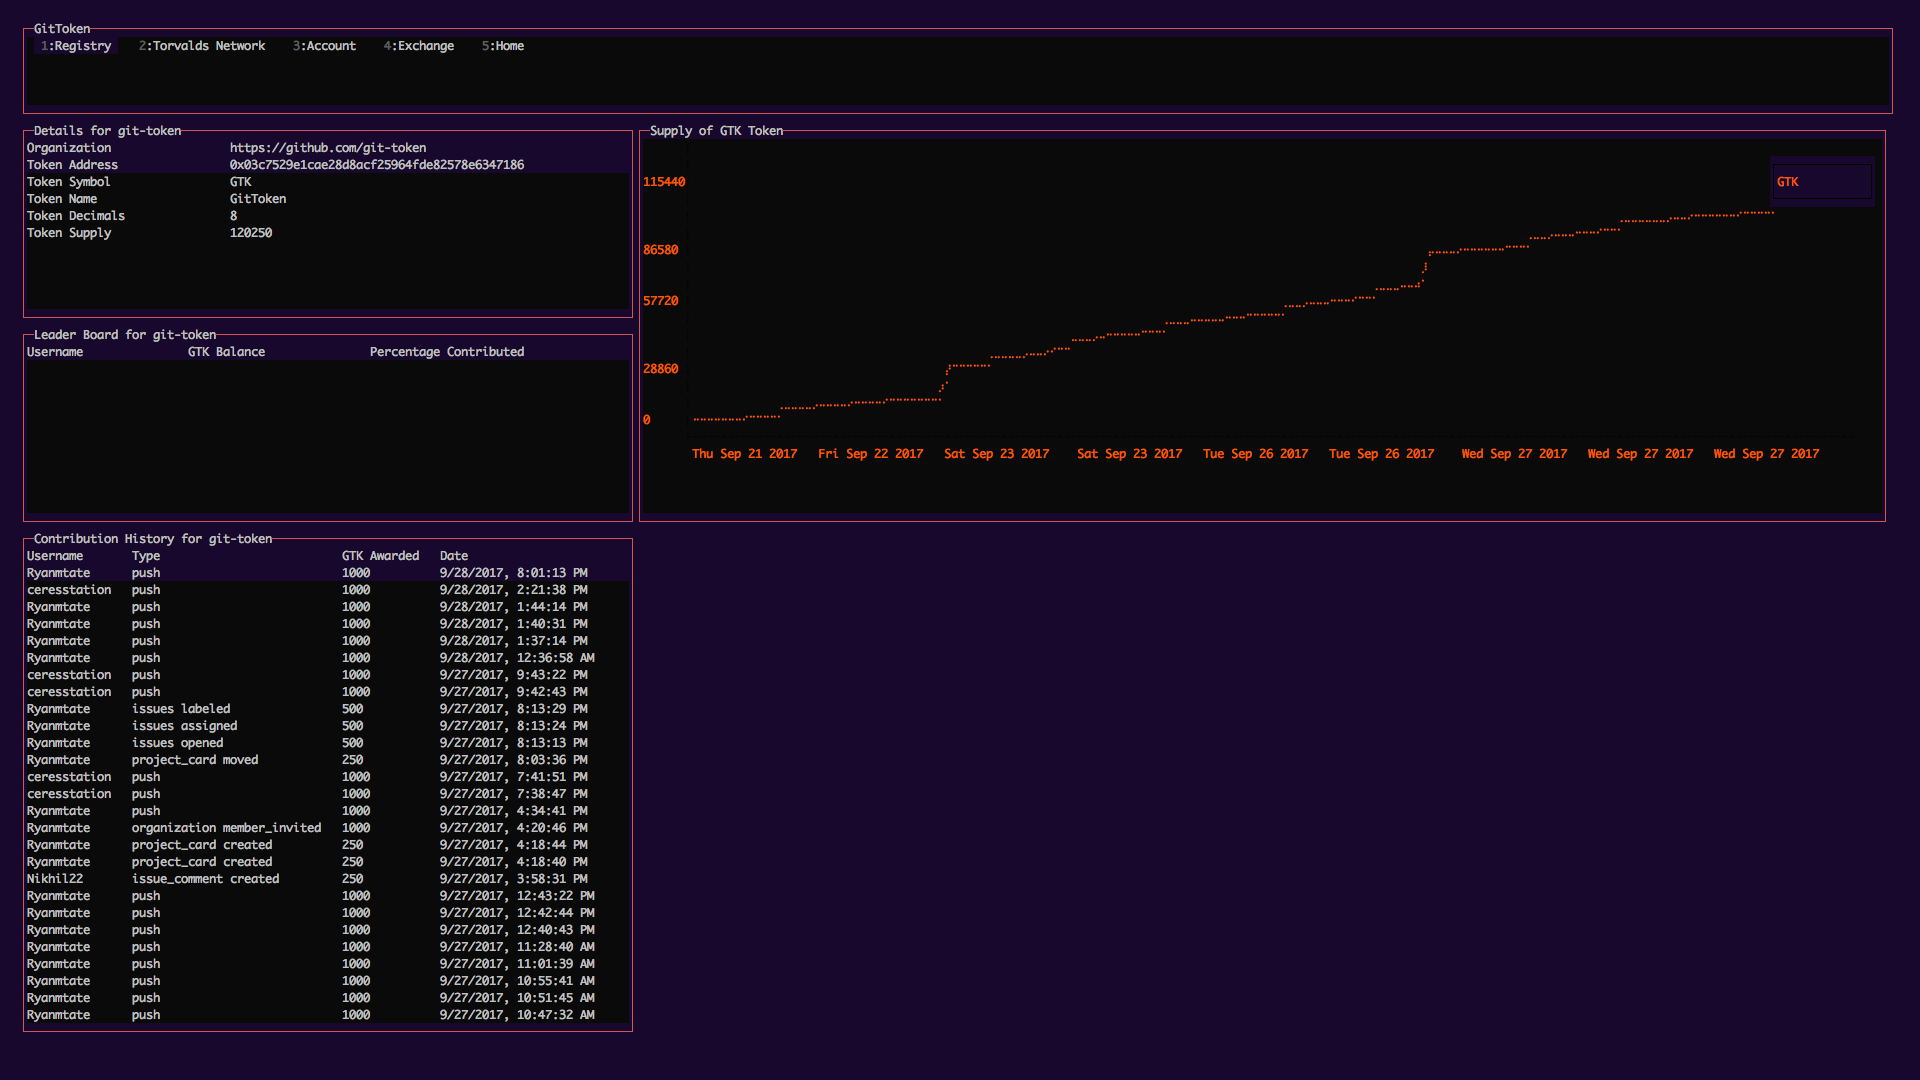 GitToken
1:Registry 2:Torvalds Network 3:Account 4:Exchange 5:Home
Details for git-token
Organization https://github.com/git-token
Token Address 0x03c7529e1cae28d8acf25964fde82578e6347186
Token Symbol GTK
Token Name GitToken
Token Decimals 8
Token Supply 120250
Leader Board for git-token
Username GTK Balance Percentage Contributed
Supply of GTK Token
GTK
115440
86580
57720
28860
0
Thu Sep 21 2017 Fri Sep 22 2017 Sat Sep 23 2017 Sat Sep 23 2017 Tue Sep 26 2017 Tue Sep 26 2017 Wed Sep 27 2017 Wed Sep 27 2017 Wed Sep 27 2017
Contribution History for git-token
Username Type GTK Awarded Date
Ryanmtate push 1000 9/28/2017, 8:01:13 PM
ceresstation push 1000 9/28/2017, 2:21:38 PM
Ryanmtate push 1000 9/28/2017, 1:44:14 PM
Ryanmtate push 1000 9/28/2017, 1:40:31 PM
Ryanmtate push 1000 9/28/2017, 1:37:14 PM
Ryanmtate push 1000 9/28/2017, 12:36:58 AM
ceresstation push 1000 9/27/2017, 9:43:22 PM
ceresstation push 1000 9/27/2017, 9:42:43 PM
Ryanmtate issues labeled 500 9/27/2017, 8:13:29 PM
Ryanmtate issues assigned 500 9/27/2017, 8:13:24 PM
Ryanmtate issues opened 500 9/27/2017, 8:13:13 PM
Ryanmtate project_card moved 250 9/27/2017, 8:03:36 PM
ceresstation push 1000 9/27/2017, 7:41:51 PM
ceresstation push 1000 9/27/2017, 7:38:47 PM
Ryanmtate push 1000 9/27/2017, 4:34:41 PM
Ryanmtate organization member_invited 1000 9/27/2017, 4:20:46 PM
Ryanmtate project_card created 250 9/27/2017, 4:18:44 PM
Ryanmtate project_card created 250 9/27/2017, 4:18:40 PM
Nikhil22 issue_comment created 250 9/27/2017, 3:58:31 PM
Ryanmtate push 1000 9/27/2017, 12:43:22 PM
Ryanmtate push 1000 9/27/2017, 12:42:44 PM
Ryanmtate push 1000 9/27/2017, 12:40:43 PM
Ryanmtate push 1000 9/27/2017, 11:28:40 AM
Ryanmtate push 1000 9/27/2017, 11:01:39 AM
Ryanmtate push 1000 9/27/2017, 10:55:41 AM
Ryanmtate push 1000 9/27/2017, 10:51:45 AM
Ryanmtate push 1000 9/27/2017, 10:47:32 AM